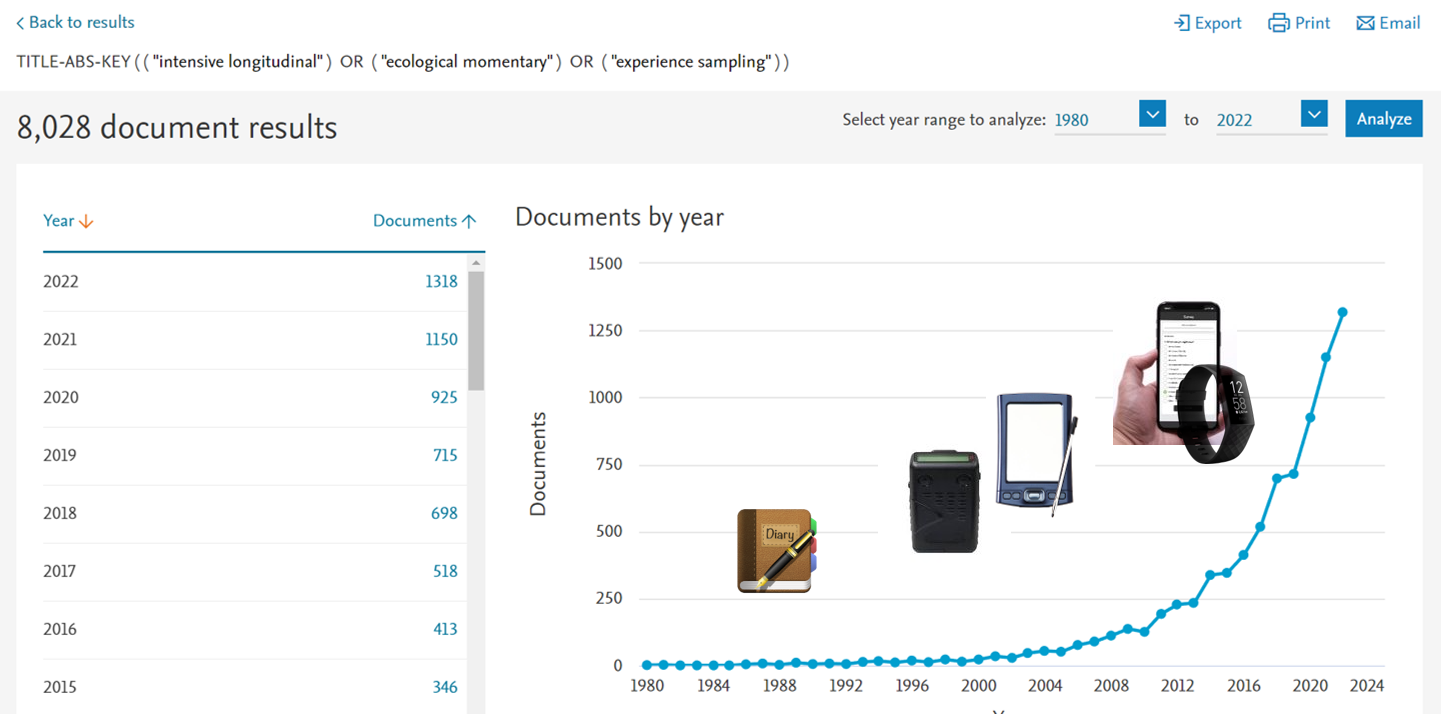 Back to results
Export Print Email
TITLE-ABS-KEY (( "intensive longitudinal" ) OR ( "ecological momentary" ) OR ( "experience sampling" ))
8,028 document results
Select year range to analyze: 1980 to 2022 Analyze
Year Documents
2022 1318
2021 1150
2020 925
2019 715
2018 698
2017 518
2016 413
2015 346
Documents by year
Documents
1500
1250
1000
750
500
250
0
Diary
12
58
1980 1984 1988 1992 1996 2000 2004 2008 2012 2016 2020 2024